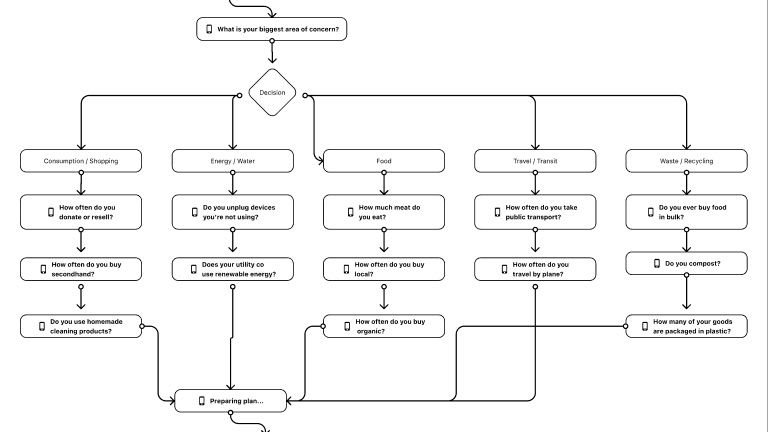 What is your biggest area of concern?
Decision
Consumption / Shopping
Energy / Water
Food
Travel / Transit
Waste / Recycling
How often do you
donate or resell?
Do you unplug devices
you're not using?
How much meat do
you eat?
How often do you take
public transport?
Do you ever buy food
in bulk?
How often do you buy
secondhand?
Does your utility co
use renewable energy?
How often do you buy
local?
How often do you
travel by plane?
Do you compost?
Do you use homemade
cleaning products?
How often do you buy
organic?
How many of your goods
are packaged in plastic?
Preparing plan...